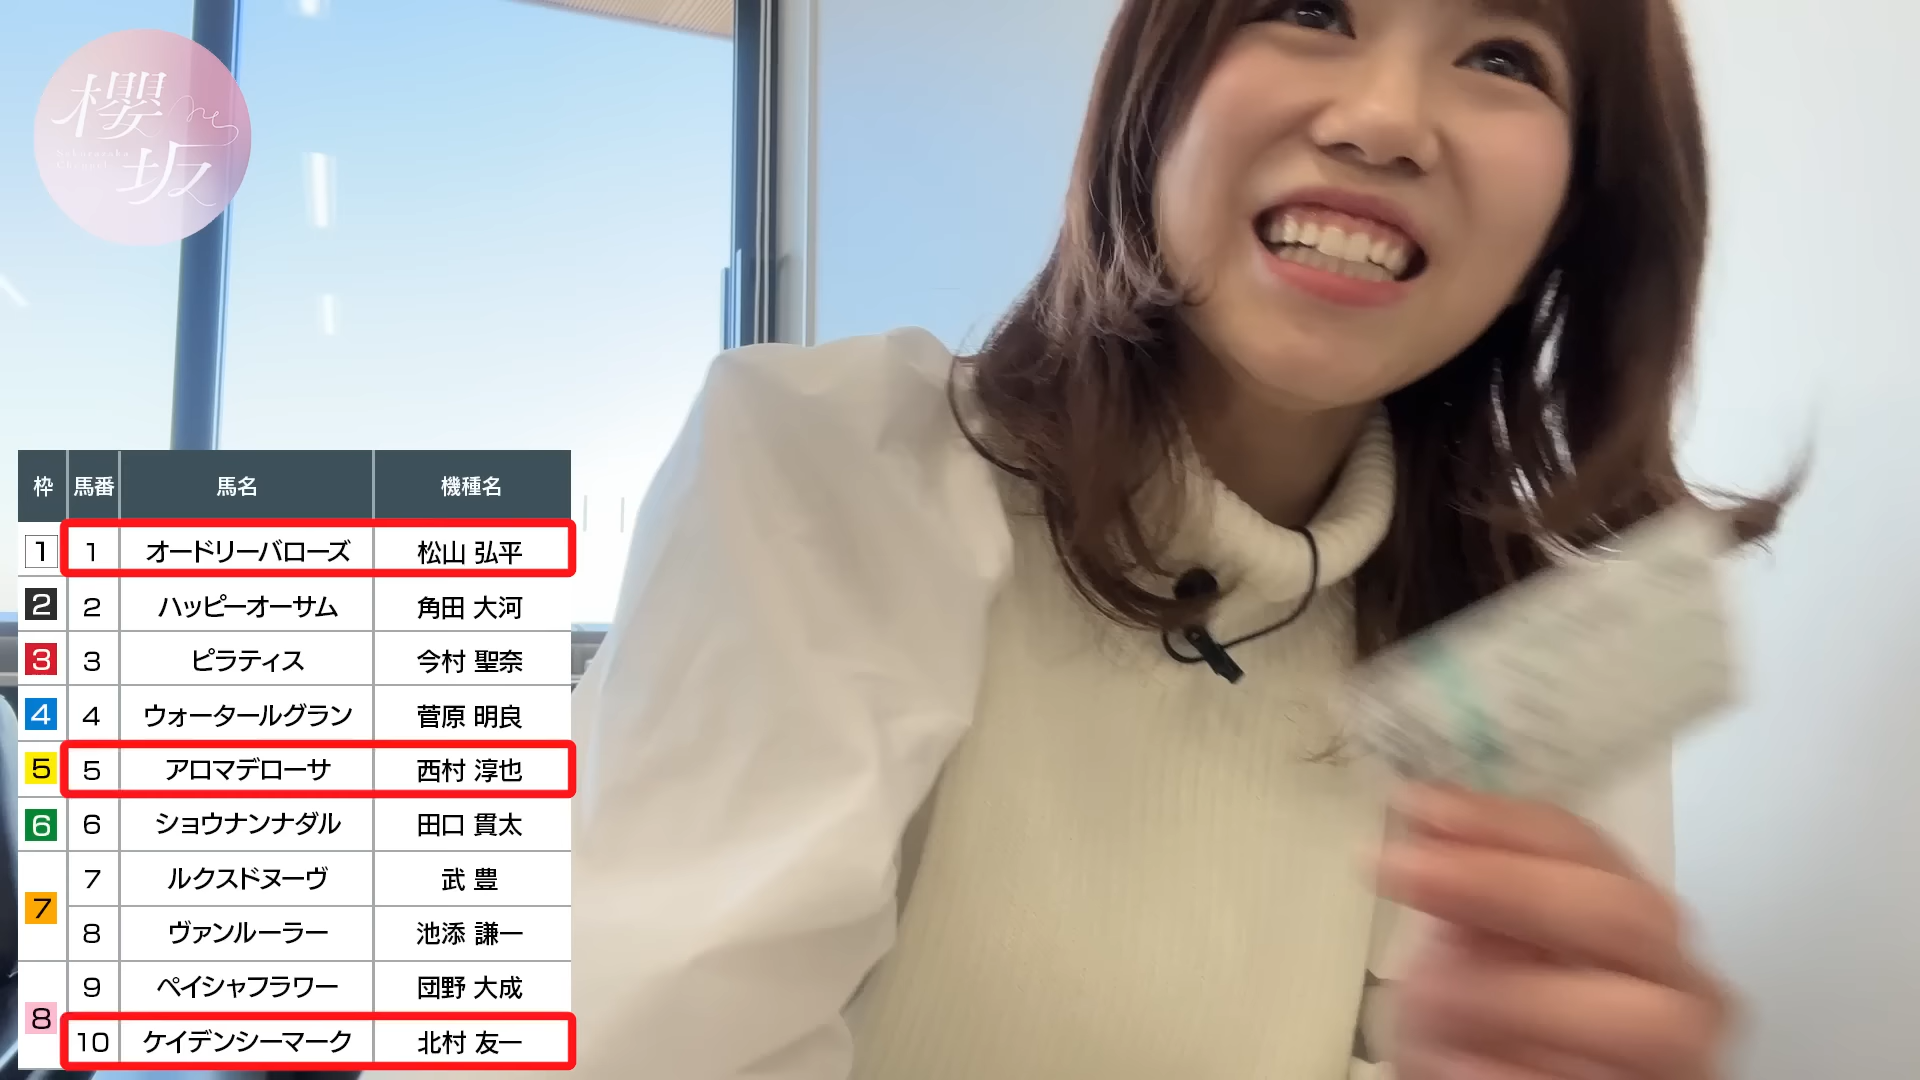 櫻坂
Sakurazaka
Channel
枠 馬番 馬名 機種名
1 1 オードリーバローズ 松山 弘平
2 2 ハッピーオーサム 角田 大河
3 3 ピラティス 今村 聖奈
4 4 ウォータールグラン 菅原 明良
5 5 アロマデローサ 西村 淳也
6 6 ショウナンナダル 田口 貫太
7 7 ルクスドヌーヴ 武 豊
8 ヴァンルーラー 池添 謙一
8 9 ペイシャフラワー 団野 大成
10 ケイデンシーマーク 北村 友一